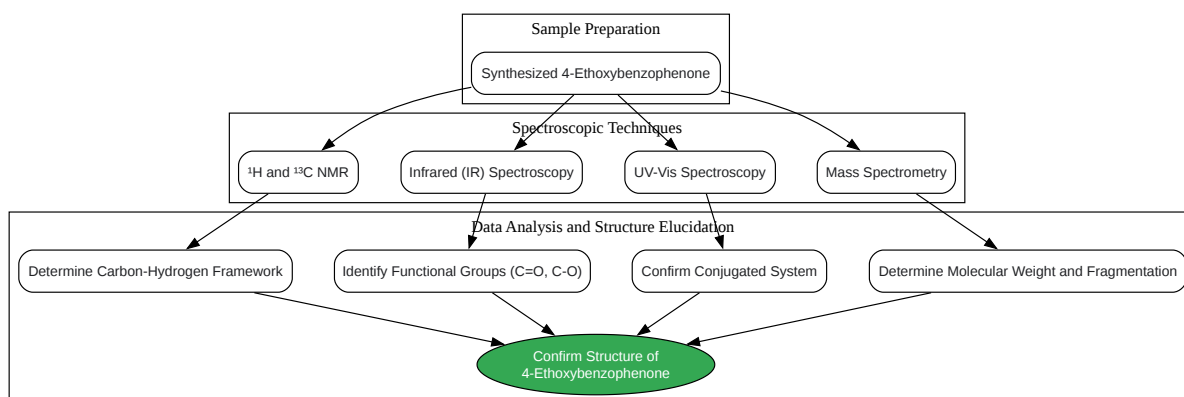 Sample Preparation
Synthesized 4-Ethoxybenzophenone
Spectroscopic Techniques
¹H and ¹³C NMR
Infrared (IR) Spectroscopy
UV-Vis Spectroscopy
Mass Spectrometry
Data Analysis and Structure Elucidation
Determine Carbon-Hydrogen Framework
Identify Functional Groups (C=O, C-O)
Confirm Conjugated System
Determine Molecular Weight and Fragmentation
Confirm Structure of
4-Ethoxybenzophenone